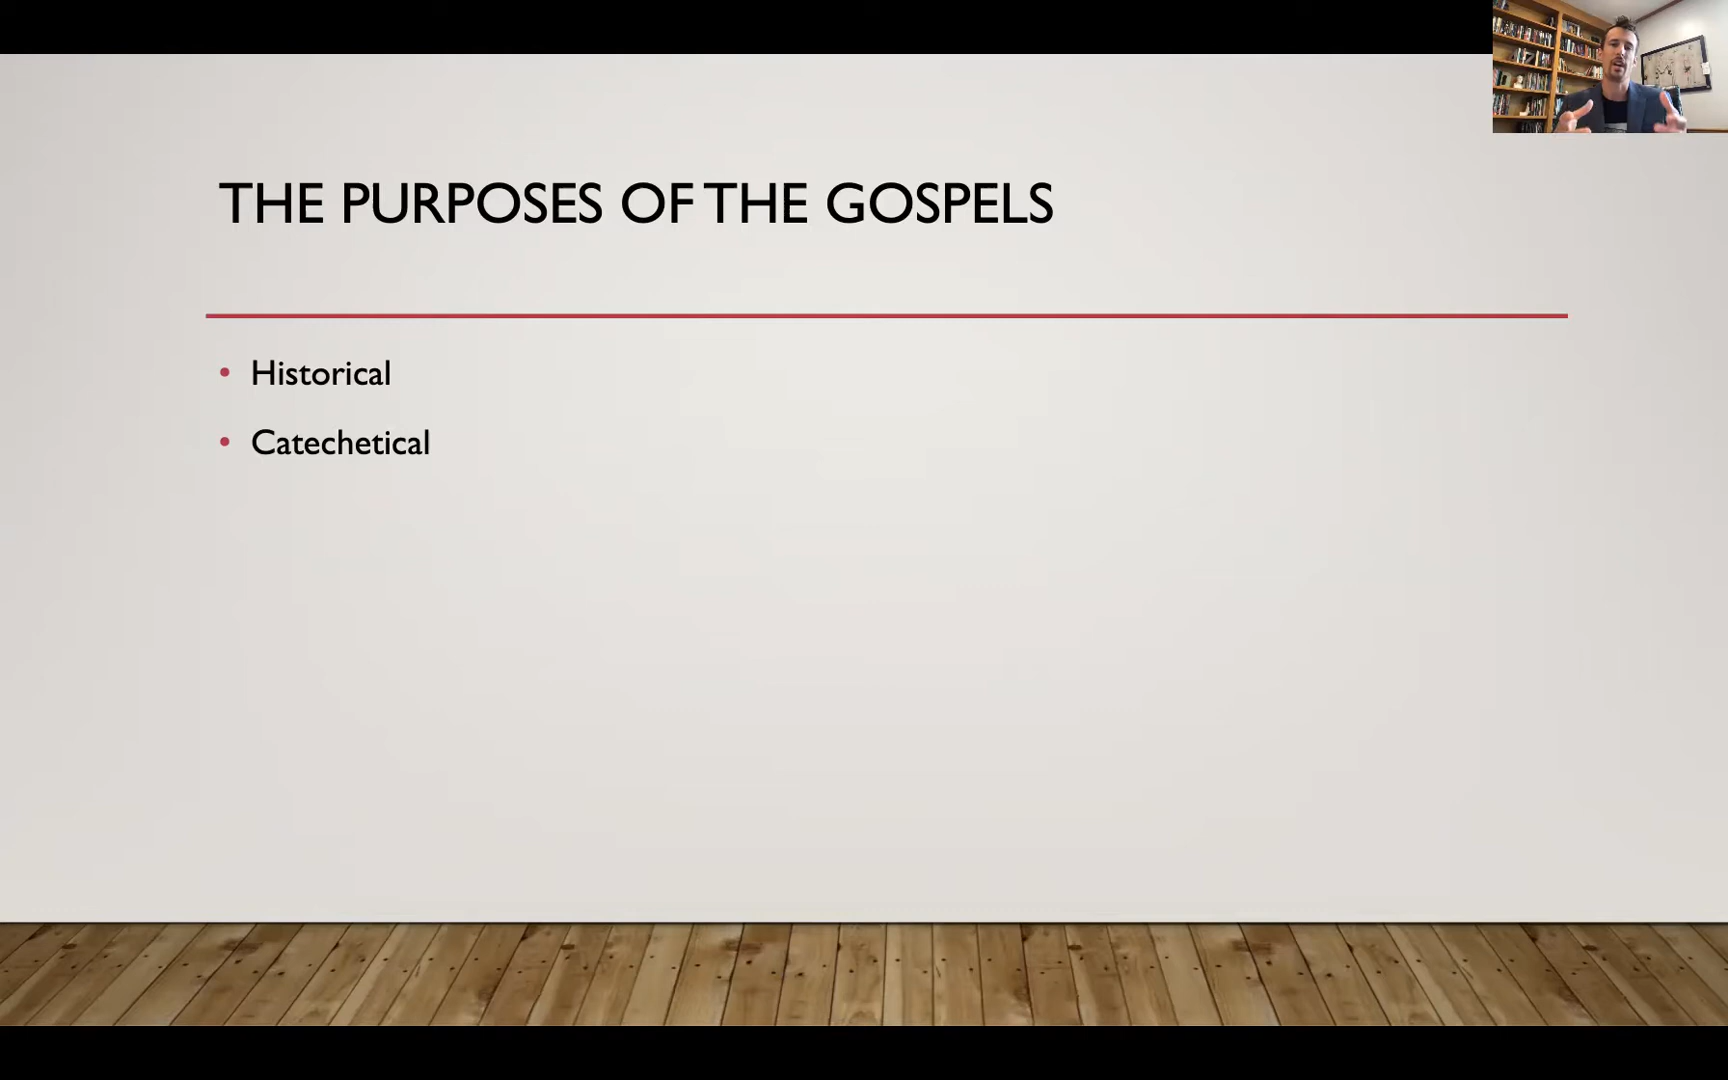 THE PURPOSES OF THE GOSPELS
• Historical
• Catechetical